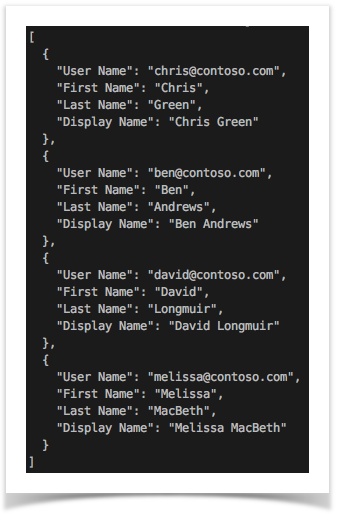 [
  {
    "User Name": "chris@contoso.com",
    "First Name": "Chris",
    "Last Name": "Green",
    "Display Name": "Chris Green"
  },
  {
    "User Name": "ben@contoso.com",
    "First Name": "Ben",
    "Last Name": "Andrews",
    "Display Name": "Ben Andrews"
  },
  {
    "User Name": "david@contoso.com",
    "First Name": "David",
    "Last Name": "Longmuir",
    "Display Name": "David Longmuir"
  },
  {
    "User Name": "melissa@contoso.com",
    "First Name": "Melissa",
    "Last Name": "MacBeth",
    "Display Name": "Melissa MacBeth"
  }
]